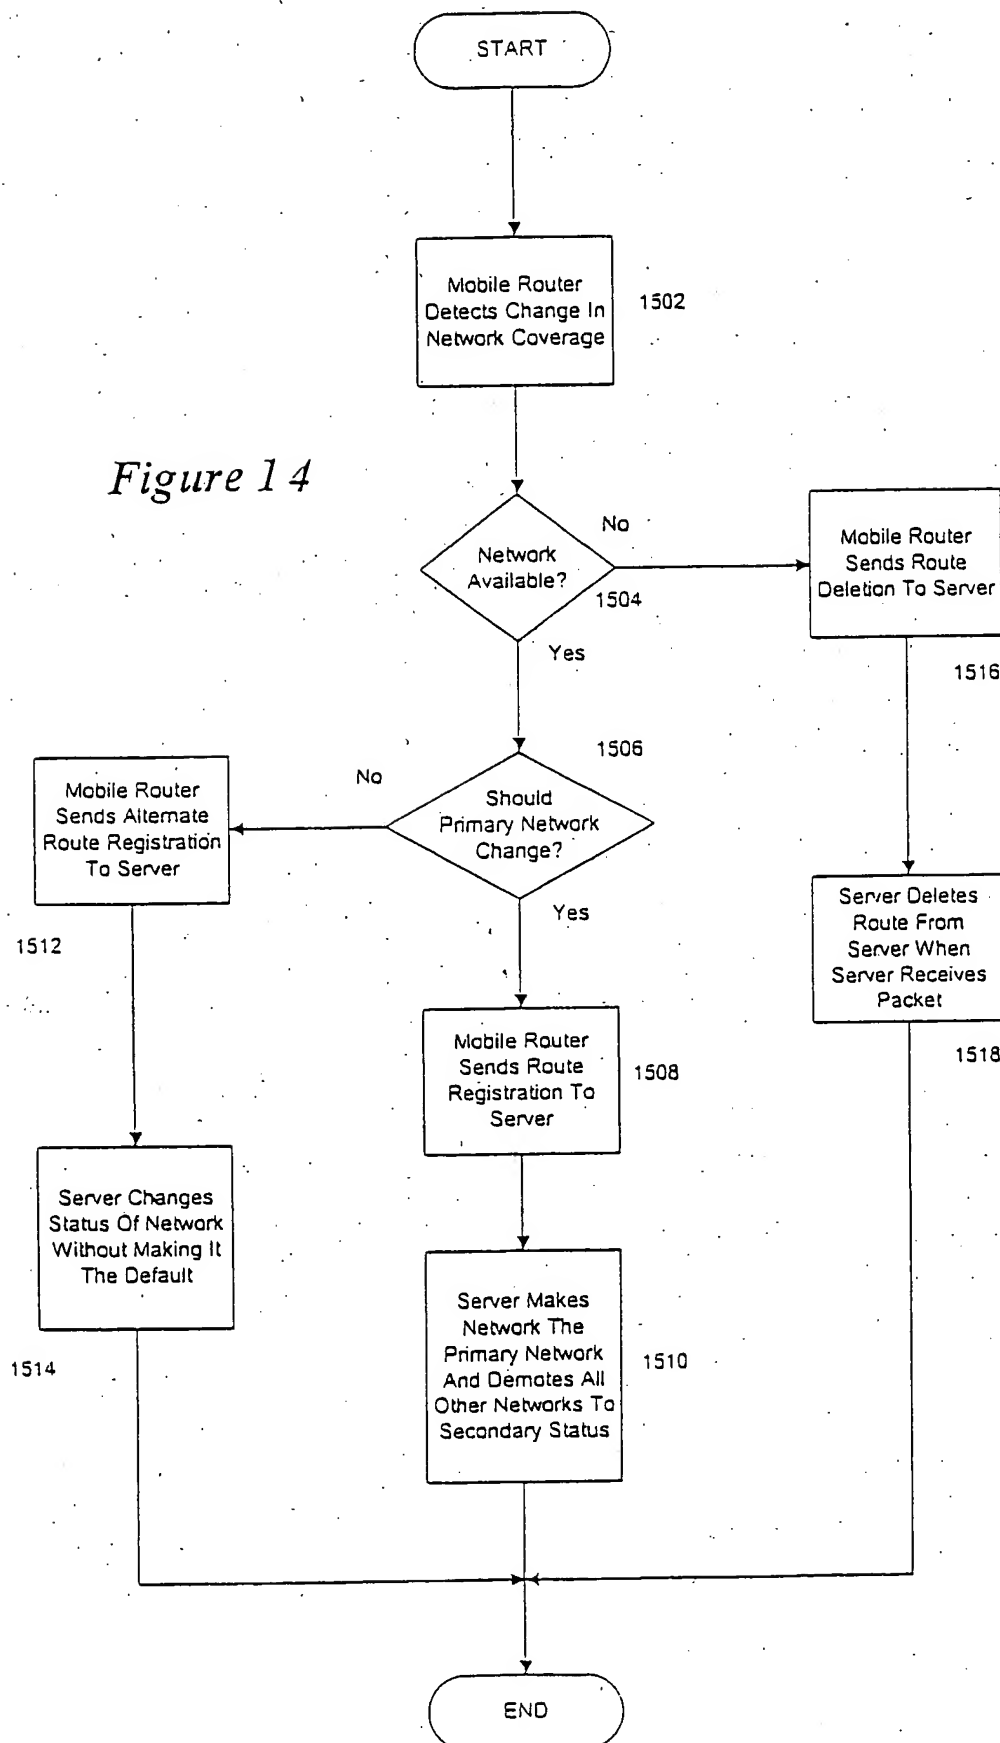 START
Mobile Router
Detects Change In
Network Coverage
1502
Figure 14
Network
Available?
No
1504
Yes
Mobile Router
Sends Route
Deletion To Server
1516
1506
Should
Primary Network
Change?
No
Yes
Mobile Router
Sends Alternate
Route Registration
To Server
1512
Server Deletes
Route From
Server When
Server Receives
Packet
1518
Mobile Router
Sends Route
Registration To
Server
1508
Server Changes
Status Of Network
Without Making It
The Default
1514
Server Makes
Network The
Primary Network
And Demotes All
Other Networks To
Secondary Status
1510
END